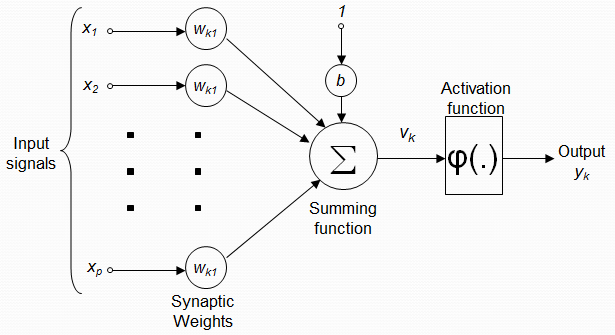 1
x1
wk1
b
x2
wk1
Activation
function
Input
signals
vk
Σ
φ(.)
Output
yk
Summing
function
xp
wk1
Synaptic
Weights